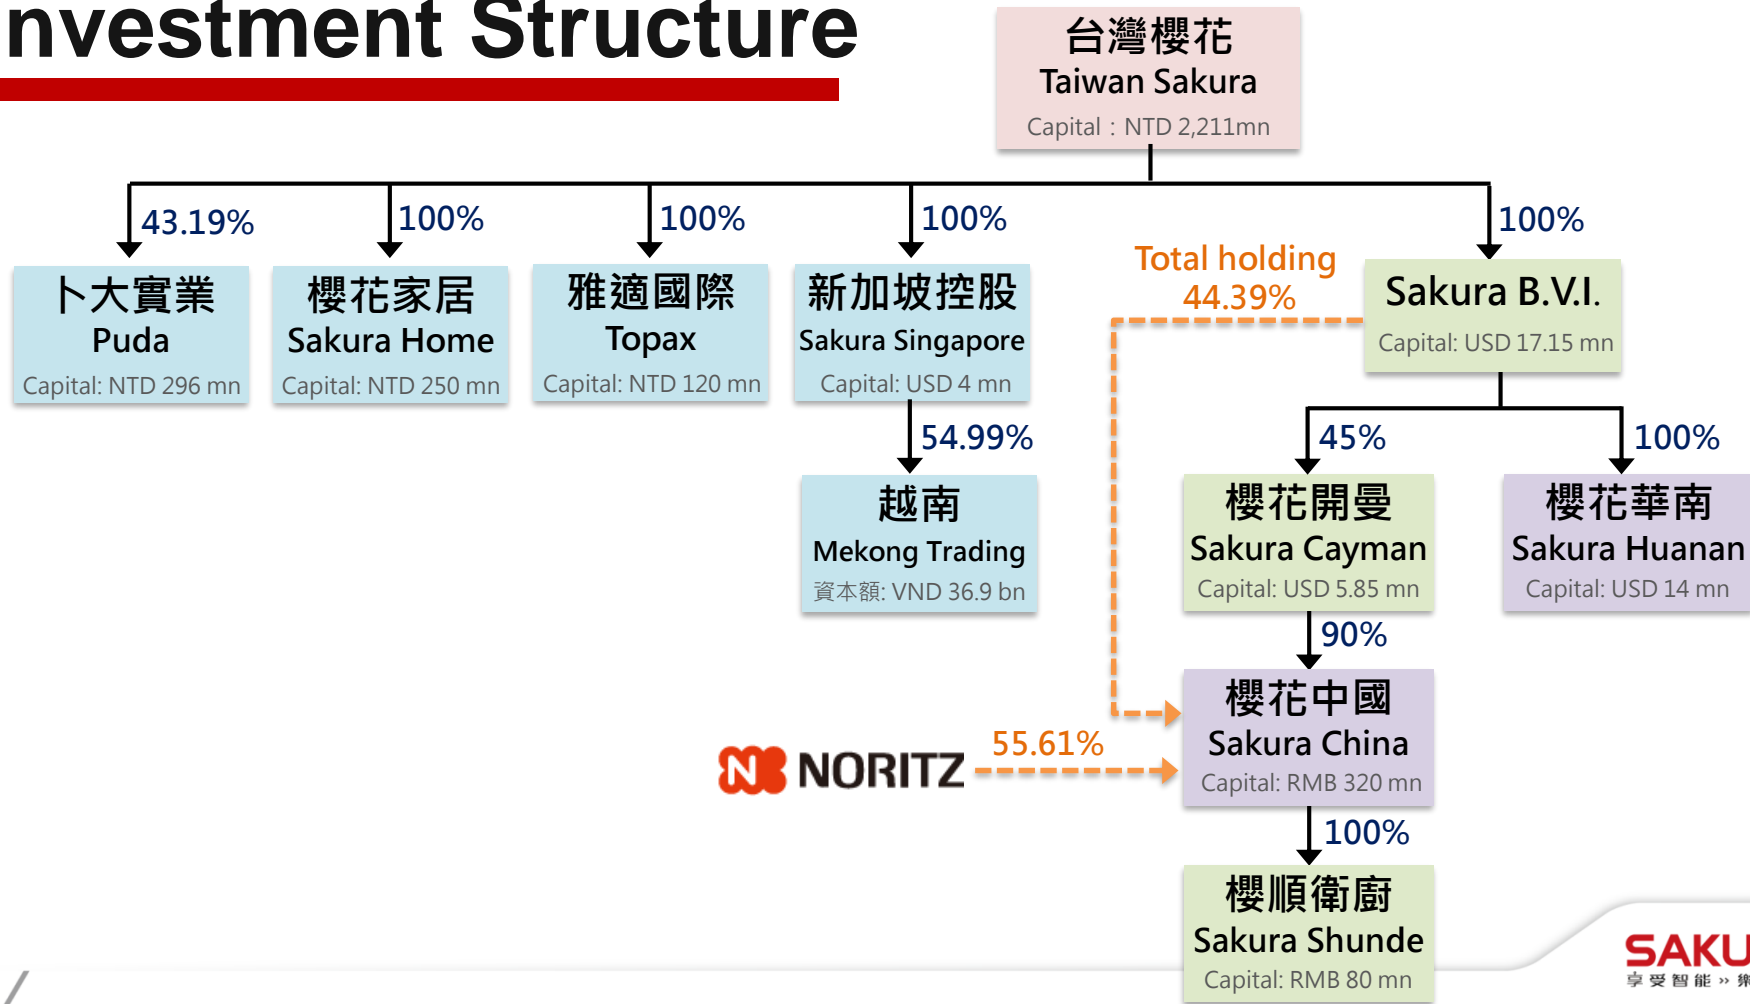 nvestment Structure
台灣櫻花
Taiwan Sakura
Capital：NTD 2,211mn
43.19%
100%
100%
100%
100%
卜大實業
Puda
Capital: NTD 296 mn
櫻花家居
Sakura Home
Capital: NTD 250 mn
雅適國際
Topax
Capital: NTD 120 mn
新加坡控股
Sakura Singapore
Capital: USD 4 mn
Total holding
44.39%
Sakura B.V.I.
Capital: USD 17.15 mn
54.99%
45%
100%
越南
Mekong Trading
資本額: VND 36.9 bn
櫻花開曼
Sakura Cayman
Capital: USD 5.85 mn
櫻花華南
Sakura Huanan
Capital: USD 14 mn
90%
櫻花中國
Sakura China
Capital: RMB 320 mn
N NORITZ
55.61%
100%
櫻順衛廚
Sakura Shunde
Capital: RMB 80 mn
SAKU
享受智能»樂